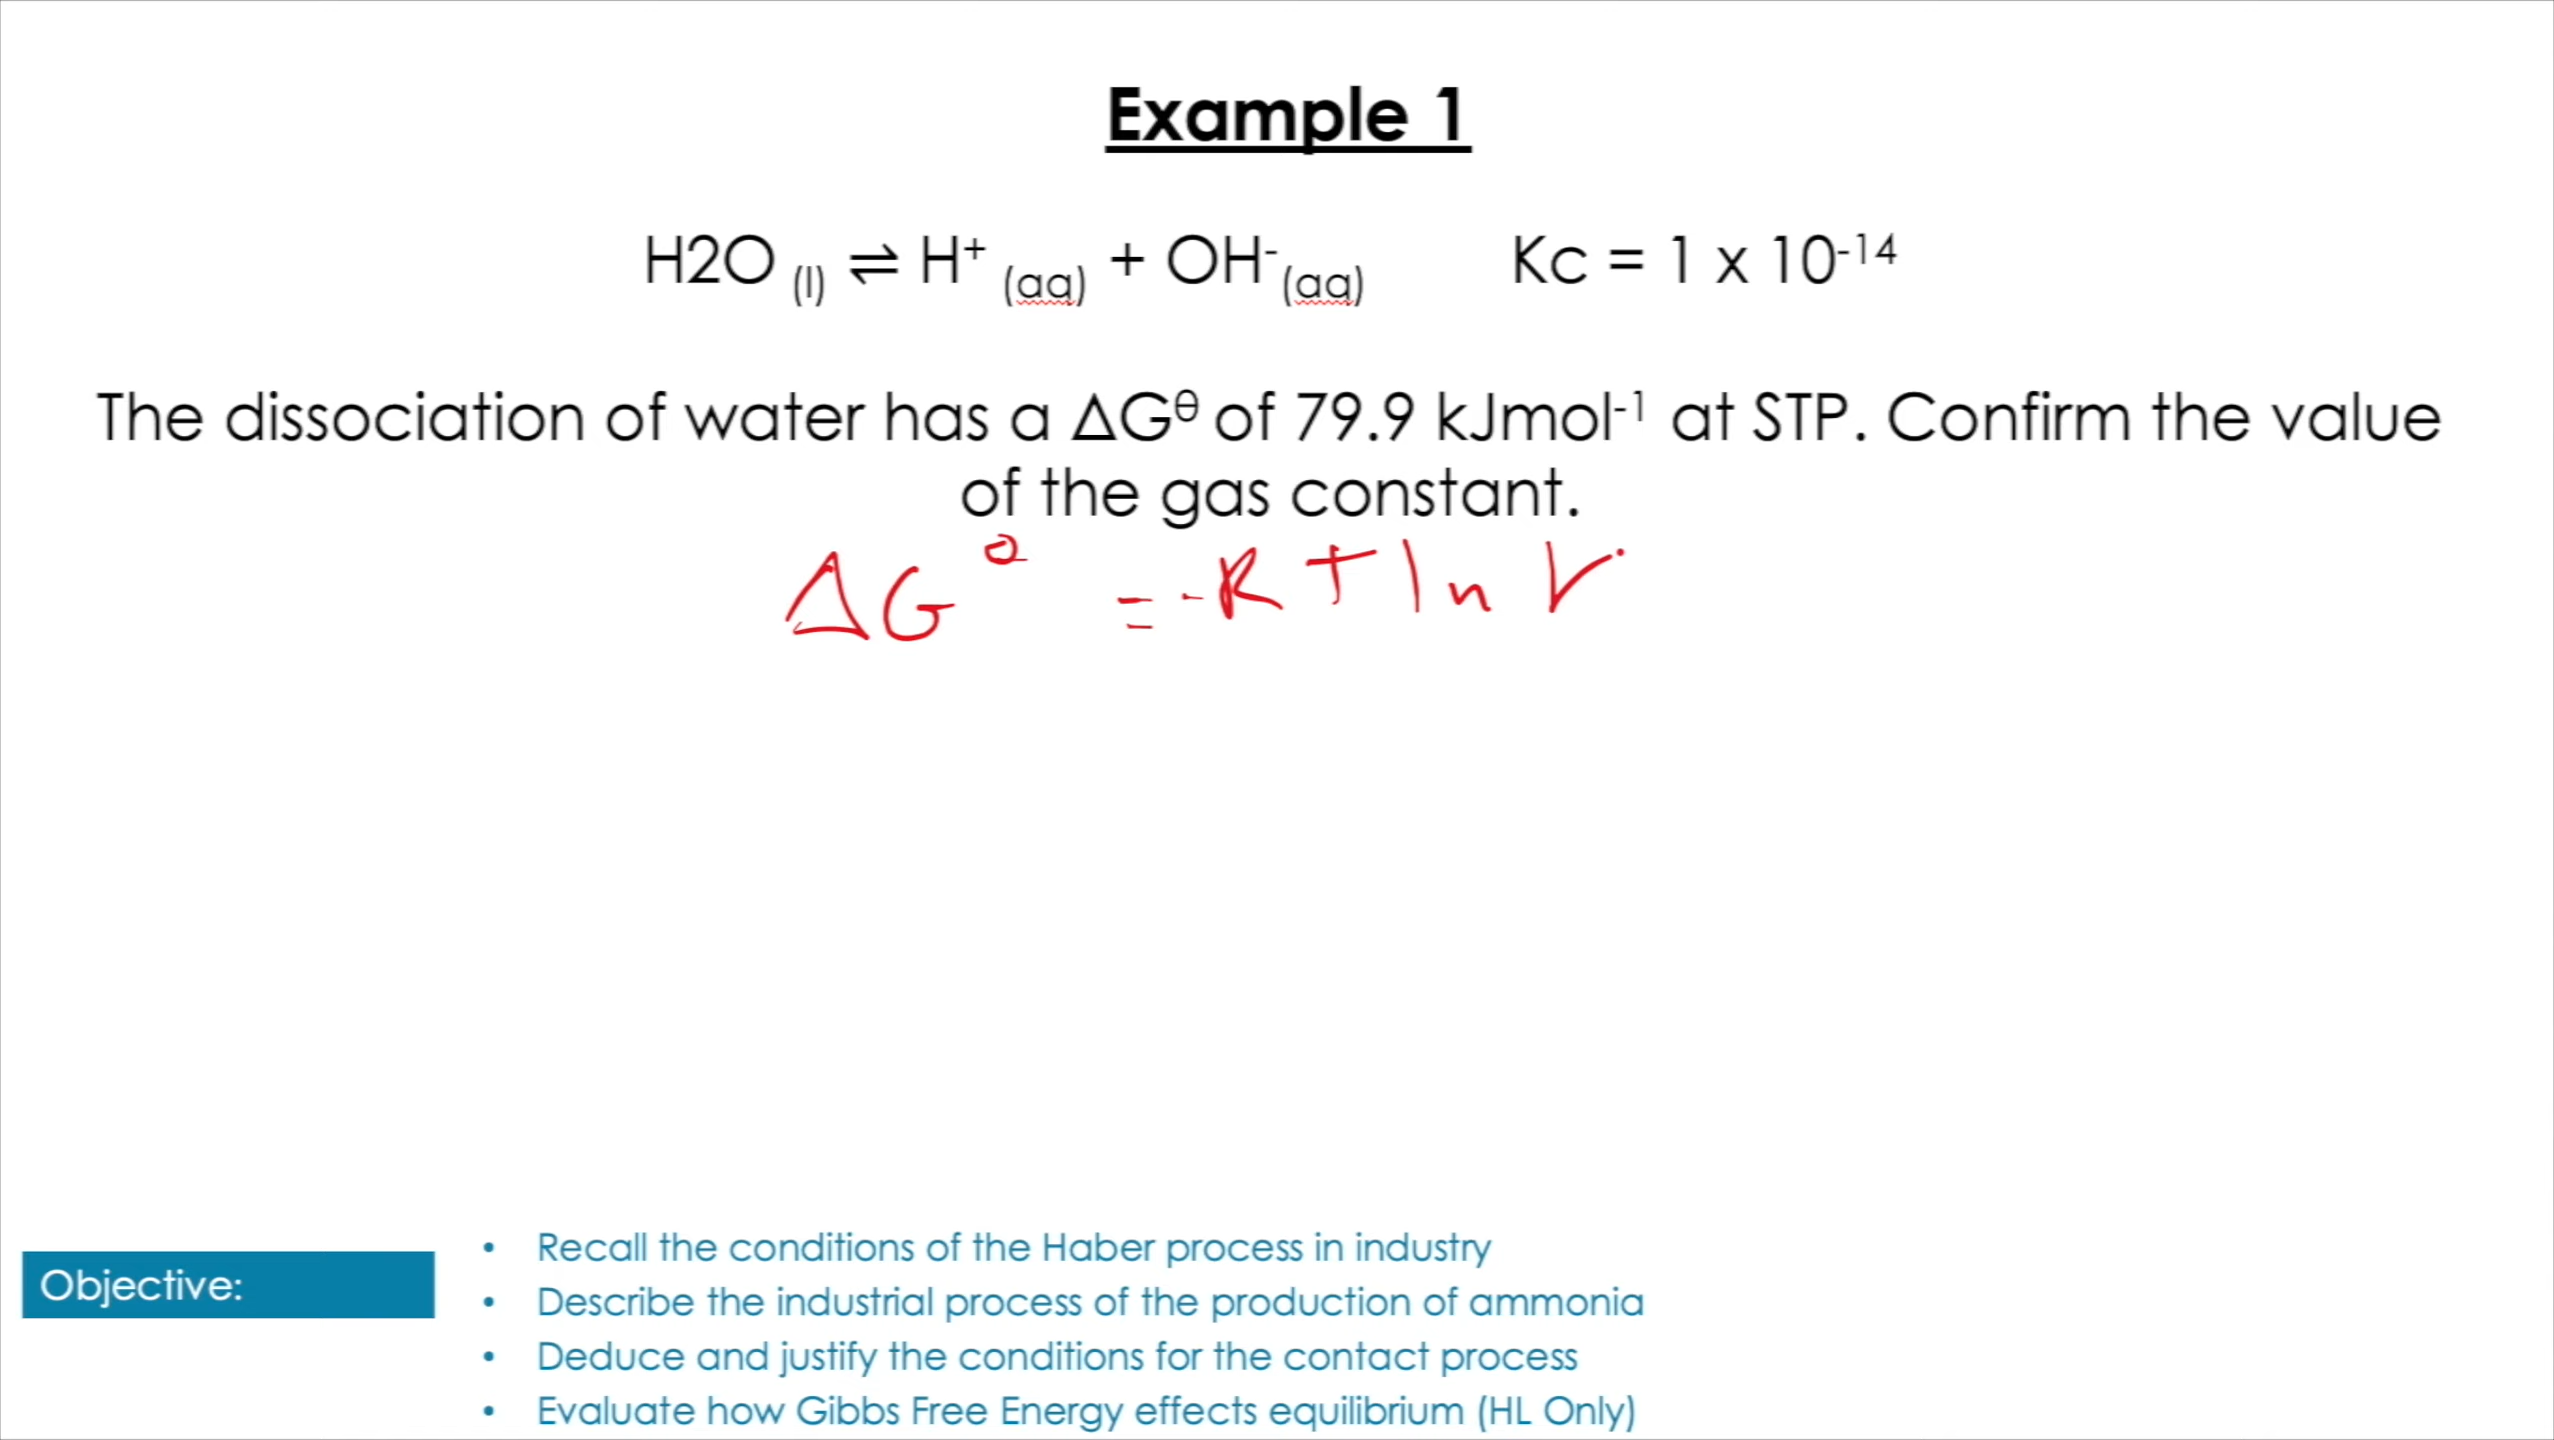 Example 1
H2O (l) ⇌ H⁺ (aq) + OH⁻(aq) Kc = 1 x 10⁻¹⁴
The dissociation of water has a ΔGᶿ of 79.9 kJmol⁻¹ at STP. Confirm the value
of the gas constant.
ΔG = -RT ln
Objective:
• Recall the conditions of the Haber process in industry
• Describe the industrial process of the production of ammonia
• Deduce and justify the conditions for the contact process
• Evaluate how Gibbs Free Energy effects equilibrium (HL Only)